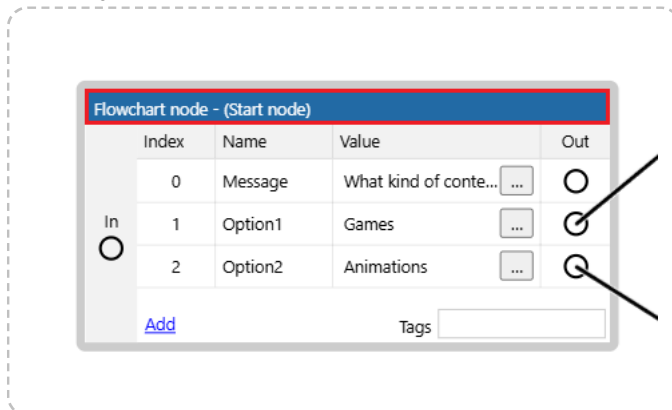 Flowchart node - (Start node)
Index Name Value Out
0 Message What kind of conte... ...
In
1 Option1 Games ...
2 Option2 Animations ...
Add Tags